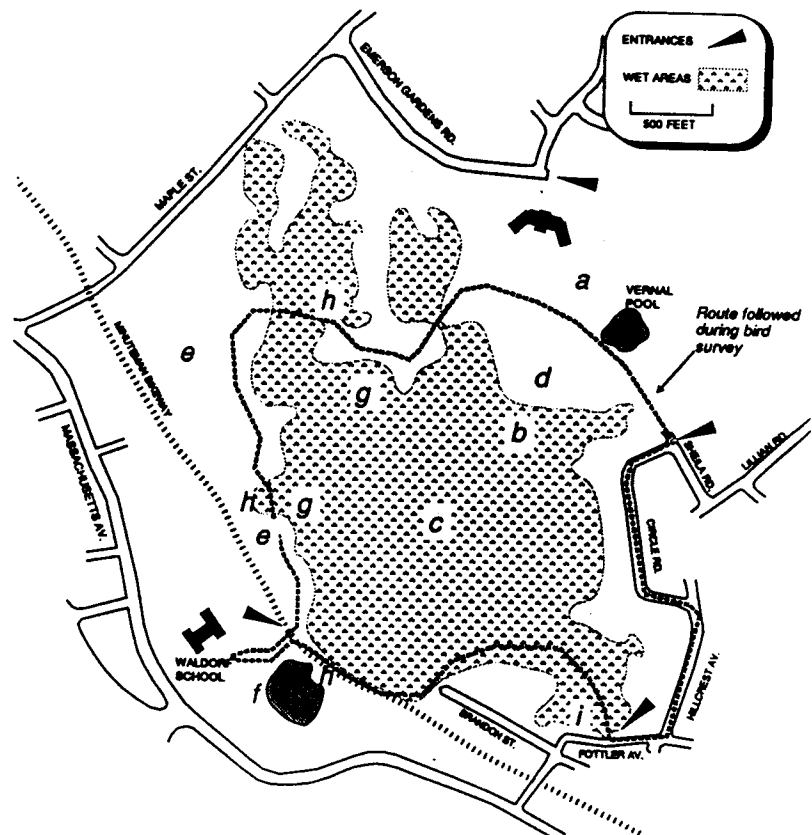 ENTRANCES
WET AREAS
500 FEET
EMERSON GARDENS RD.
MAPLE ST.
a
VERNAL
POOL
h
Route followed
during bird
survey
MINUTEMAN BIKEWAY
e
d
g
b
SHEILA RD.
LILLIAN RD.
MASSACHUSETTS AV.
h
g
c
e
CIRCLE RD.
WALDORF
SCHOOL
h
f
HILLCREST AV.
BRANDON ST.
i
FOTTLER AV.